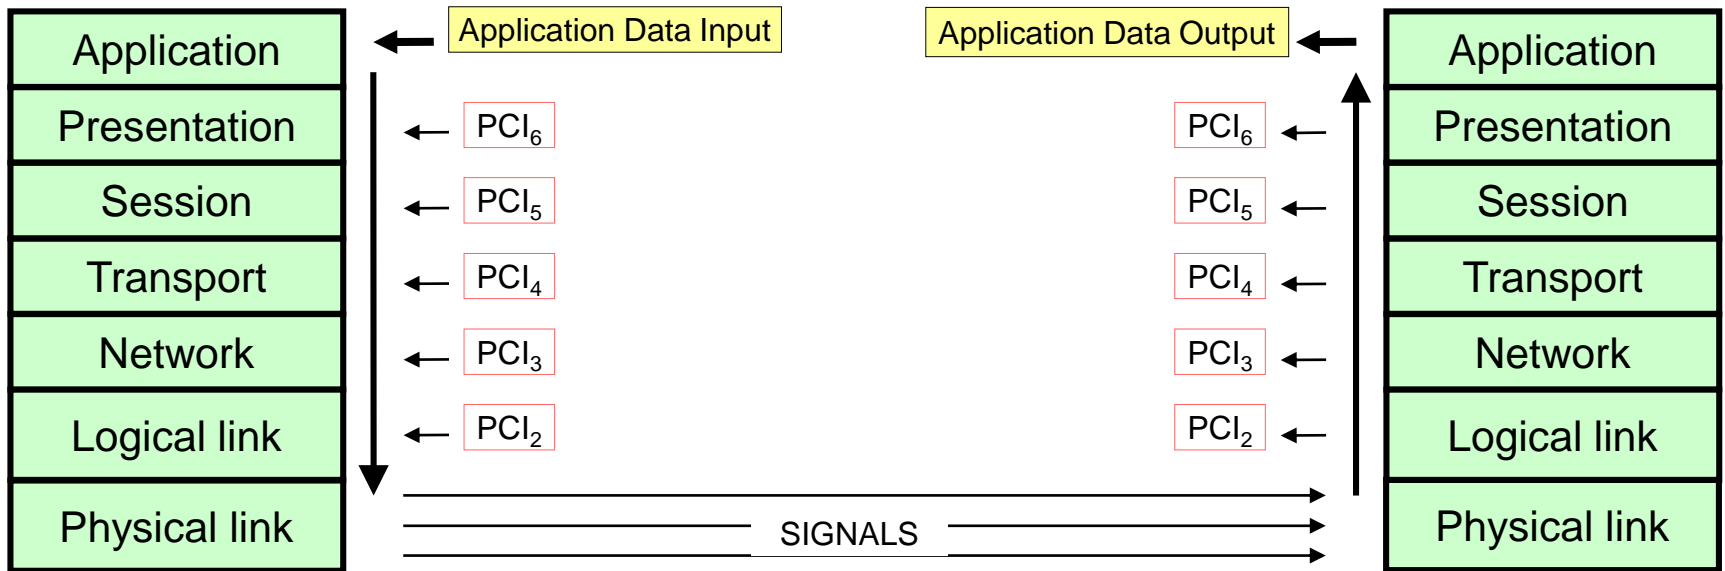 Application
Application Data Input
Application Data Output
Application
Presentation
PCI₆
PCI₆
Presentation
Session
PCI₅
PCI₅
Session
Transport
PCI₄
PCI₄
Transport
Network
PCI₃
PCI₃
Network
Logical link
PCI₂
PCI₂
Logical link
Physical link
SIGNALS
Physical link